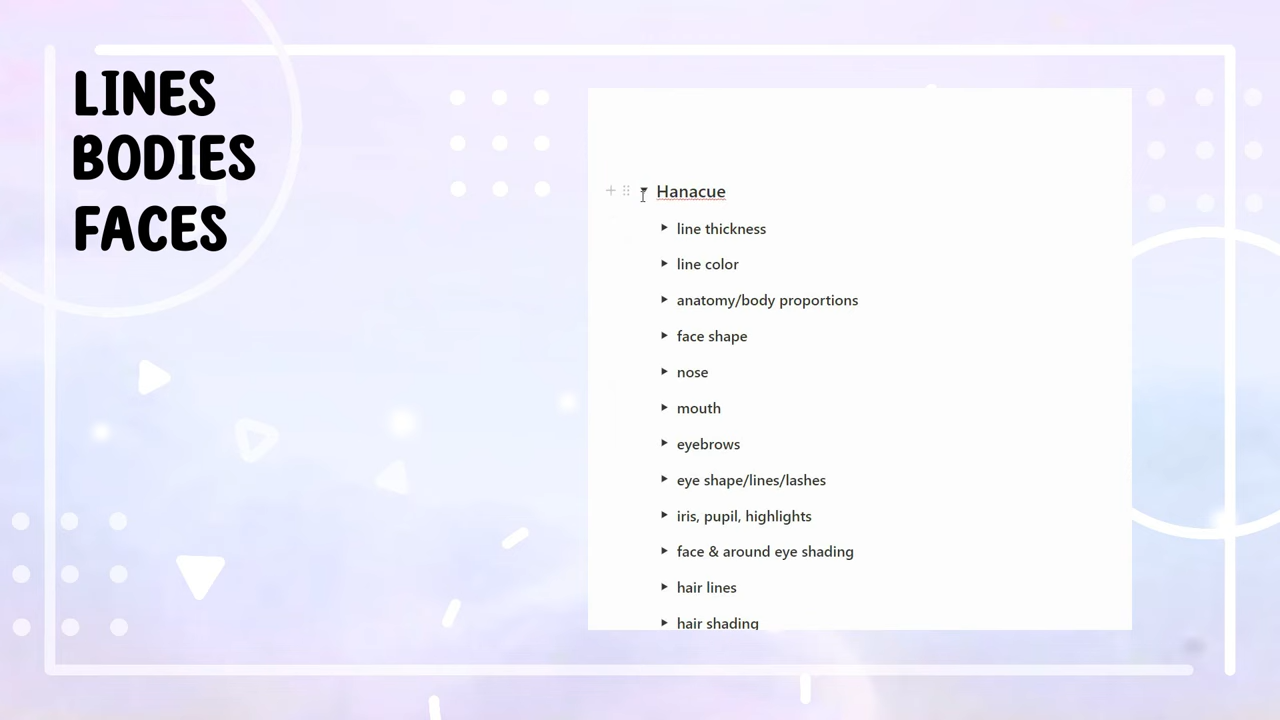 LINES
BODIES
FACES
Hanacue
line thickness
line color
anatomy/body proportions
face shape
nose
mouth
eyebrows
eye shape/lines/lashes
iris, pupil, highlights
face & around eye shading
hair lines
hair shading